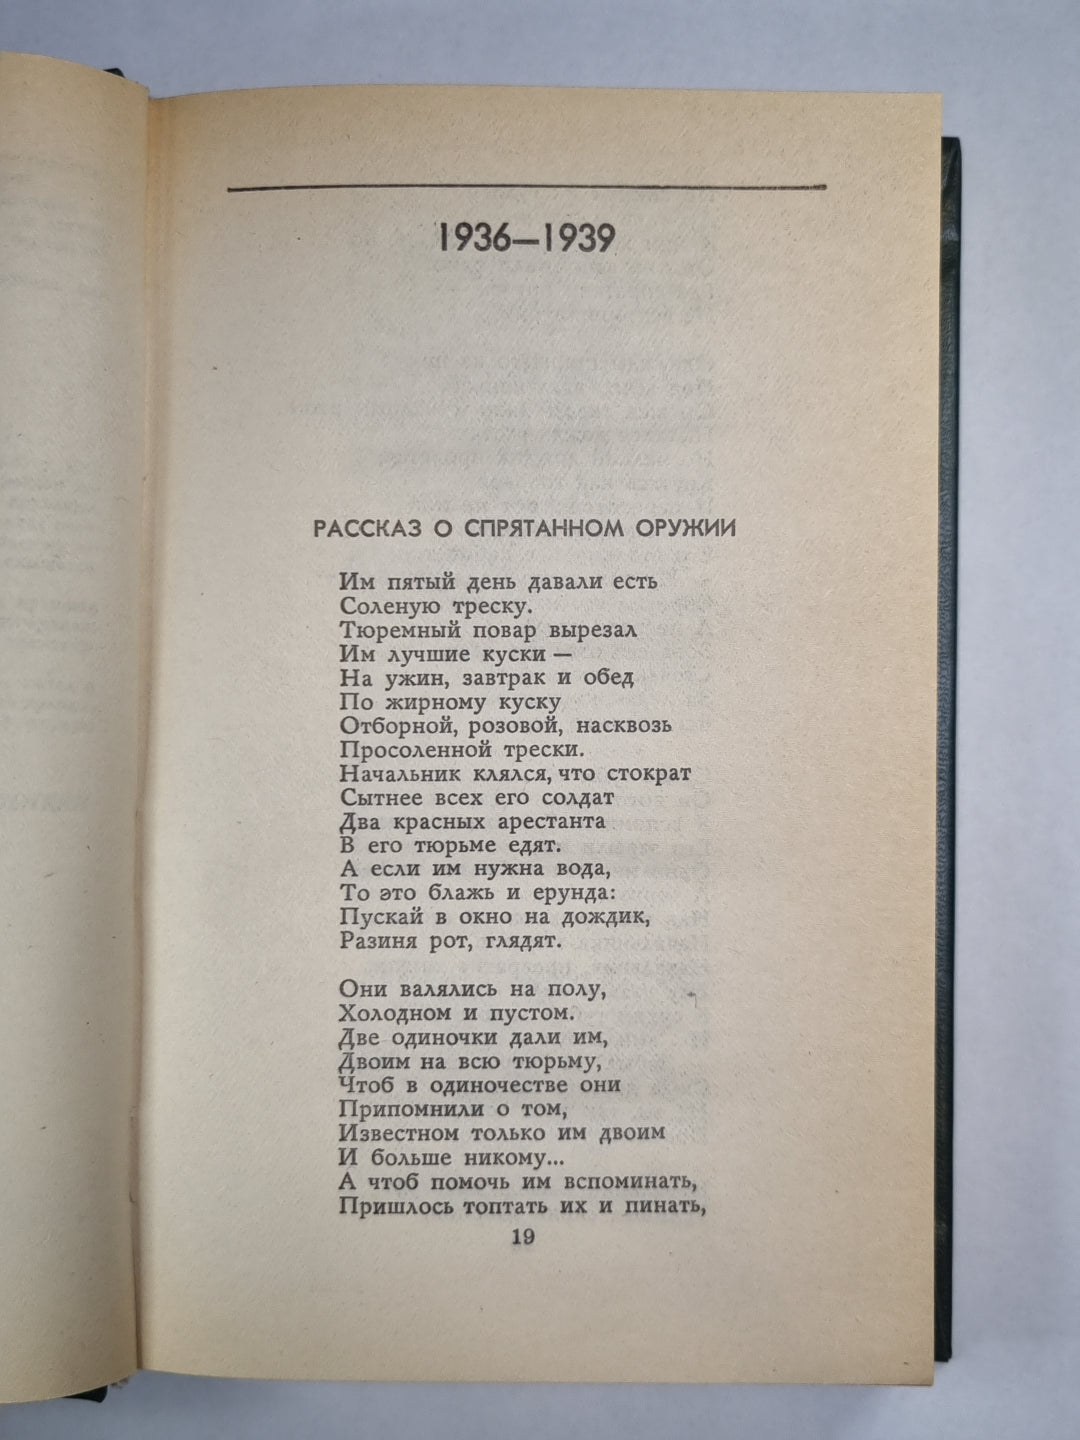 1936—1939
РАССКАЗ О СПРЯТАННОМ ОРУЖИИ
Им пятый день давали есть
Соленую треску.
Тюремный повар вырезал
Им лучшие куски —
На ужин, завтрак и обед
По жирному куску
Отборной, розовой, насквозь
Просоленной трески.
Начальник клялся, что стократ
Сытнее всех его солдат
Два красных арестанта
В его тюрьме едят.
А если им нужна вода,
То это блажь и ерунда:
Пускай в окно на дождик,
Разиня рот, глядят.
Они валялись на полу,
Холодном и пустом.
Две одиночки дали им,
Двоим на всю тюрьму,
Чтоб в одиночестве они
Припомнили о том,
Известном только им двоим
И больше никому...
А чтоб помочь им вспоминать,
Пришлось топтать их и пинать,
19